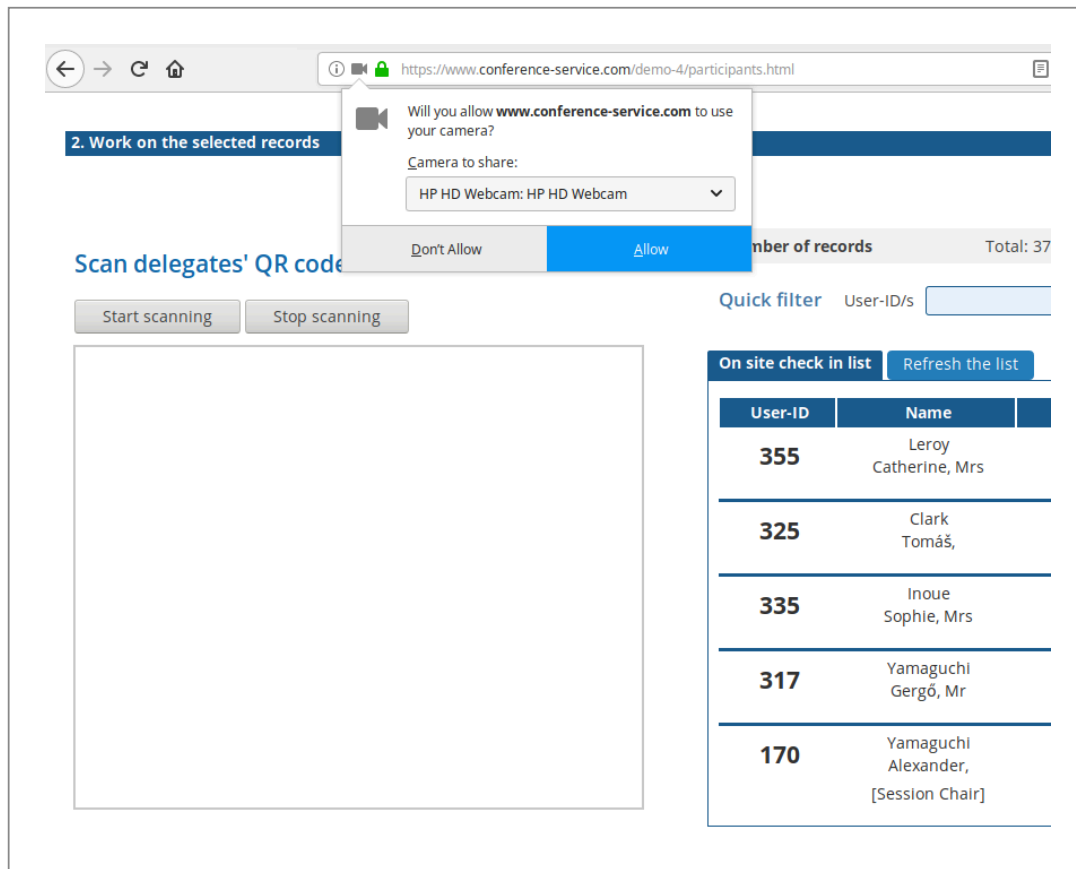 https://www.conference-service.com/demo-4/participants.html
Will you allow www.conference-service.com to use
your camera?
Camera to share:
HP HD Webcam: HP HD Webcam
Don't Allow
Allow
2. Work on the selected records
Scan delegates' QR code
Start scanning
Stop scanning
of records
Total: 37
Quick filter
User-ID/s
On site check in list
Refresh the list
User-ID
Name
355
Leroy
Catherine, Mrs
325
Clark
Tomáš,
335
Inoue
Sophie, Mrs
317
Yamaguchi
Gergő, Mr
170
Yamaguchi
Alexander,
[Session Chair]